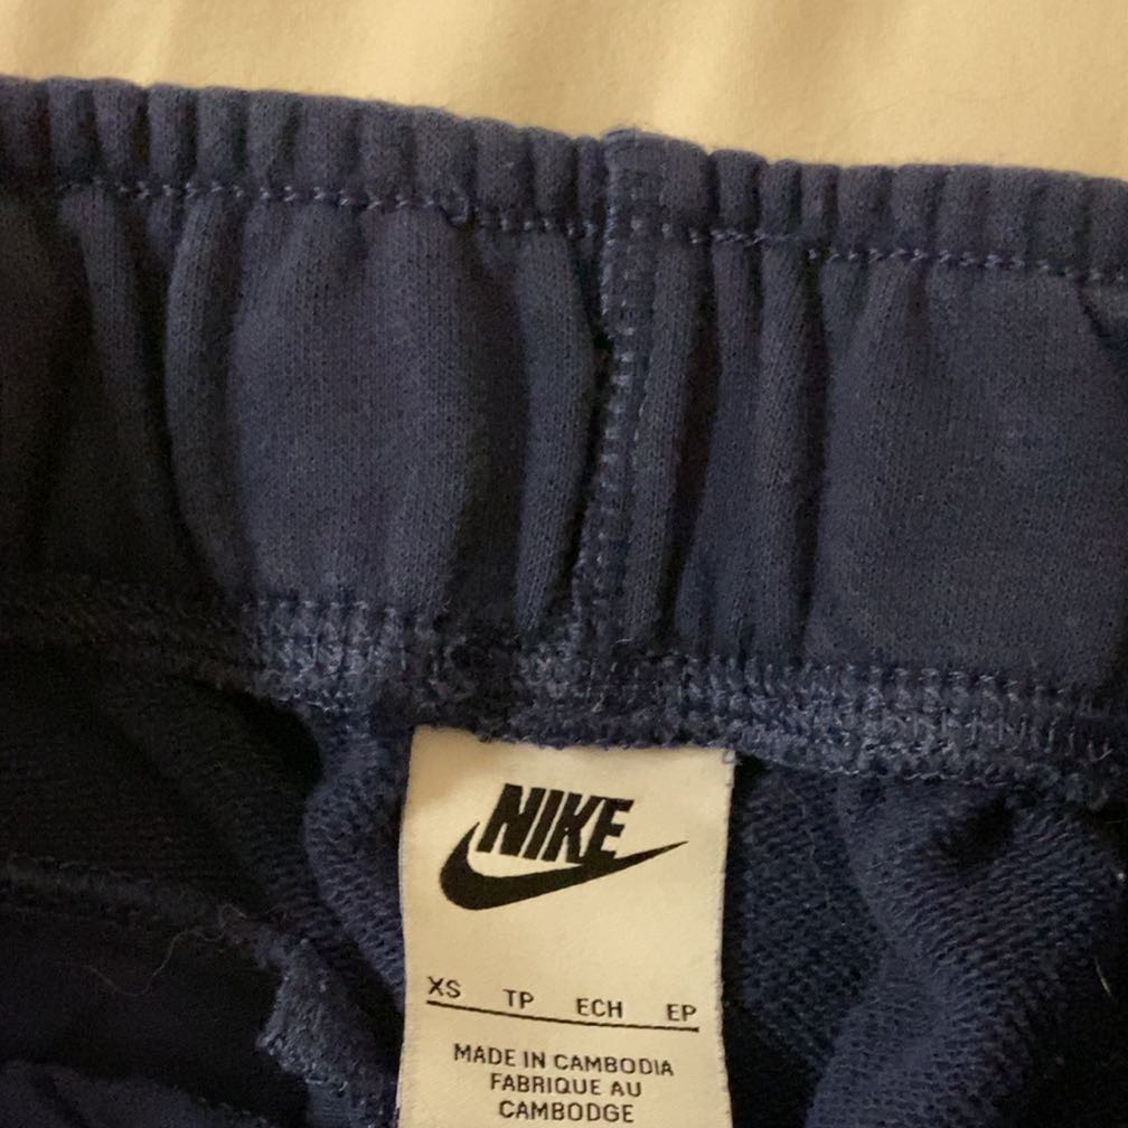 NIKE
XS TP ECH EP
MADE IN CAMBODIA
FABRIQUE AU
CAMBODGE